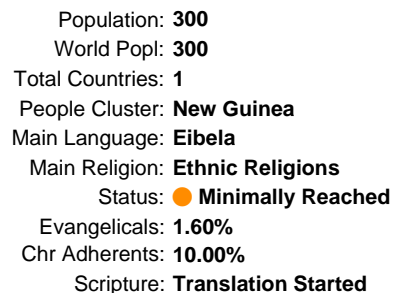 Population: 300
World Popl: 300
Total Countries: 1
People Cluster: New Guinea
Main Language: Eibela
Main Religion: Ethnic Religions
Status: Minimally Reached
Evangelicals: 1.60%
Chr Adherents: 10.00%
Scripture: Translation Started